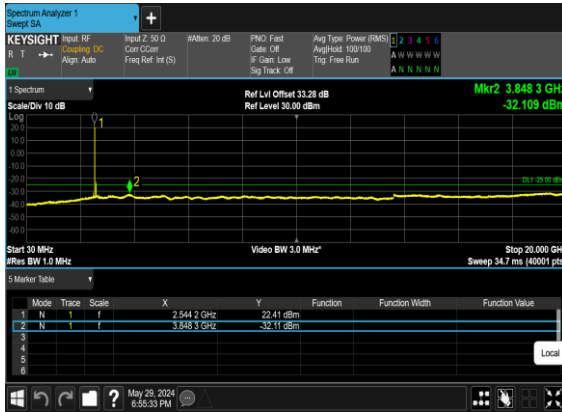 Spectrum Analyzer 1
Swept SA
KEYSIGHT Input: RF Input Z: 50 Ω #Atten: 20 dB PNO: Fast Avg Type: Power (RMS) 1 2 3 4 5 6
R T Coupling: DC Corr CCorr Gate: Off Avg|Hold: 100/100 A W W W W W
Align: Auto Freq Ref: Int (S) IF Gain: Low Trig: Free Run
LXI Sig Track: Off A N N N N N
1 Spectrum Ref Lvl Offset 33.28 dB Mkr2 3.848 3 GHz
Scale/Div 10 dB Ref Level 30.00 dBm -32.109 dBm
Log
20.0
10.0
0.00
-10.0
-20.0
-30.0
-40.0
-50.0
-60.0
1
2
DL1 -25.00 dB
Start 30 MHz Video BW 3.0 MHz* Stop 20.000 GH
#Res BW 1.0 MHz Sweep 34.7 ms (40001 pts
5 Marker Table
Mode Trace Scale X Y Function Function Width Function Value
1 N 1 f 2.544 2 GHz 22.41 dBm
2 N 1 f 3.848 3 GHz -32.11 dBm
3
4
5
6
Local
? May 29, 2024
6:55:33 PM